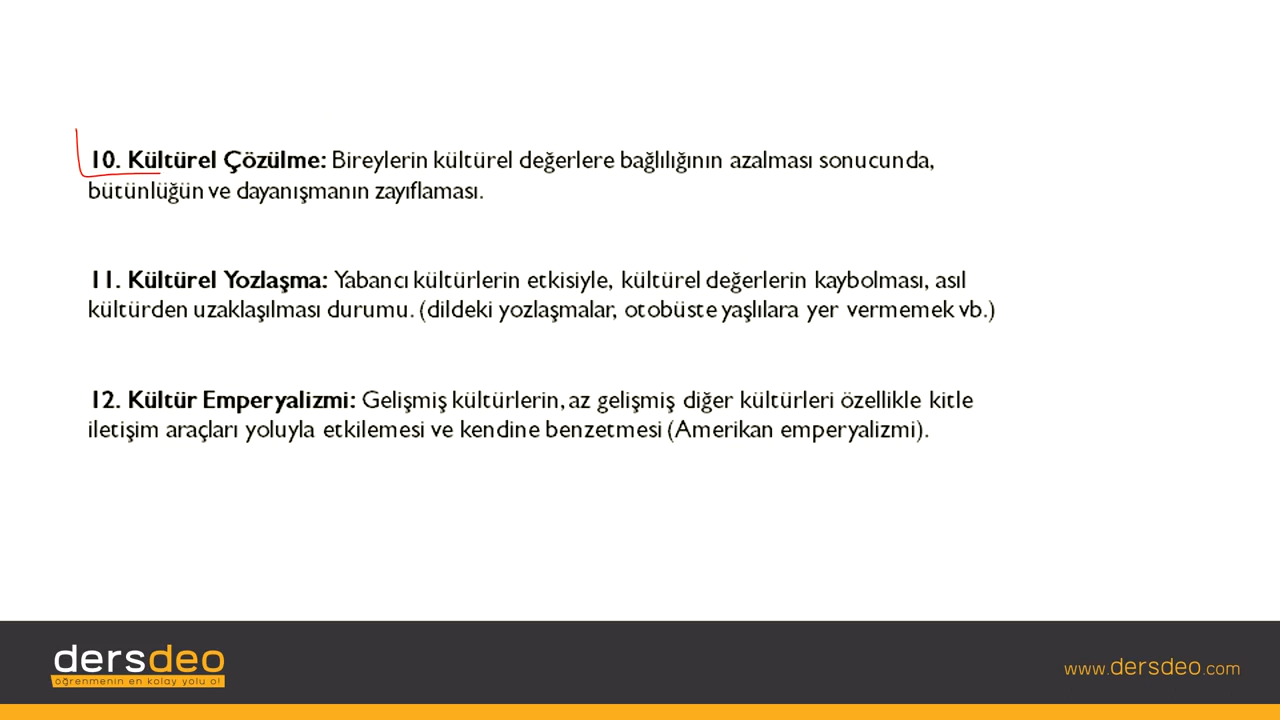 10. Kültürel Çözülme: Bireylerin kültürel değerlere bağlılığının azalması sonucunda,
bütünlüğün ve dayanışmanın zayıflaması.
11. Kültürel Yozlaşma: Yabancı kültürlerin etkisiyle, kültürel değerlerin kaybolması, asıl
kültürden uzaklaşılması durumu. (dildeki yozlaşmalar, otobüste yaşlılara yer vermemek vb.)
12. Kültür Emperyalizmi: Gelişmiş kültürlerin, az gelişmiş diğer kültürleri özellikle kitle
iletişim araçları yoluyla etkilemesi ve kendine benzetmesi (Amerikan emperyalizmi).
dersdeo
öğrenmenin en kolay yolu o!
www.dersdeo.com